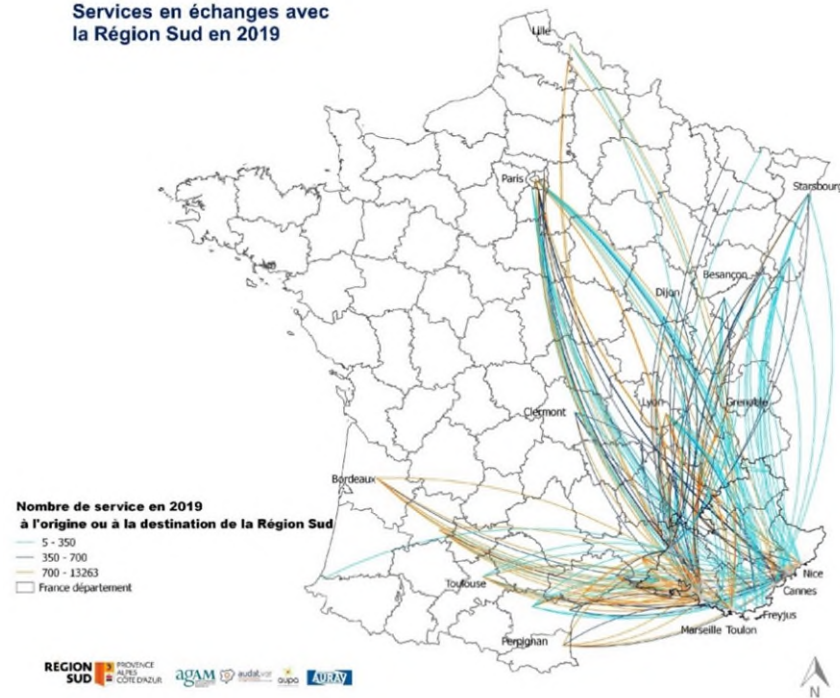 Services en échanges avec
la Région Sud en 2019
Lille
Paris
Starsbourg
Besançon
Dijon
Clermont
Lyon
Grenoble
Bordeaux
Nombre de service en 2019
à l'origine ou à la destination de la Région Sud
5 - 350
350 - 700
700 - 13263
France département
Toulouse
Nice
Cannes
Freyjus
Marseille Toulon
Perpignan
RÉGION
SUD
PROVENCE
ALPES
CÔTE D'AZUR
agAM
audat.var
aupa
AURAV
N